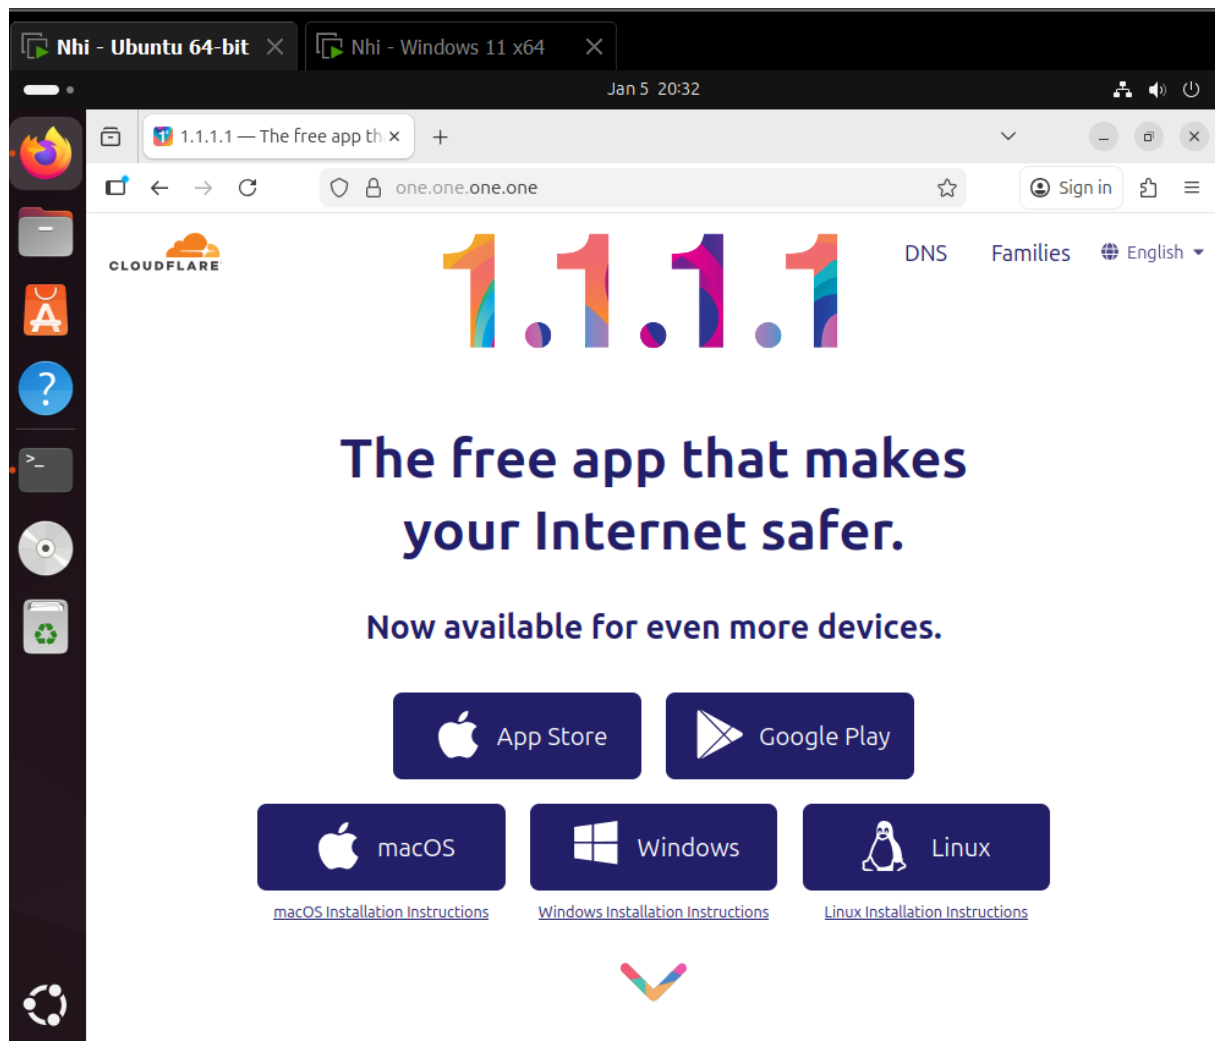 Nhi - Ubuntu 64-bit
Nhi - Windows 11 x64
Jan 5 20:32
1.1.1.1 — The free app th
one.one.one.one
Sign in
CLOUDFLARE
1.1.1.1
DNS
Families
English
The free app that makes
your Internet safer.
Now available for even more devices.
App Store
Google Play
macOS
Windows
Linux
macOS Installation Instructions
Windows Installation Instructions
Linux Installation Instructions